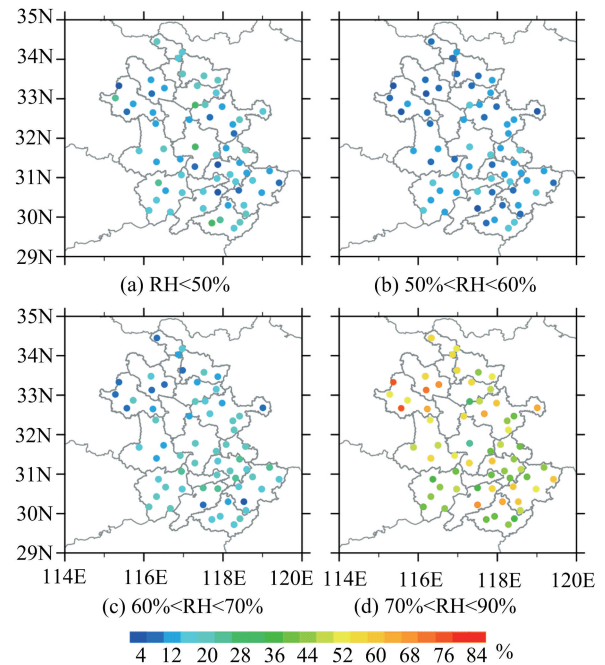 35N
34N
33N
32N
31N
30N
29N
(a) RH<50%
(b) 50%<RH<60%
35N
34N
33N
32N
31N
30N
29N
114E 116E 118E 120E 114E 116E 118E 120E
(c) 60%<RH<70%
(d) 70%<RH<90%
4 12 20 28 36 44 52 60 68 76 84 %